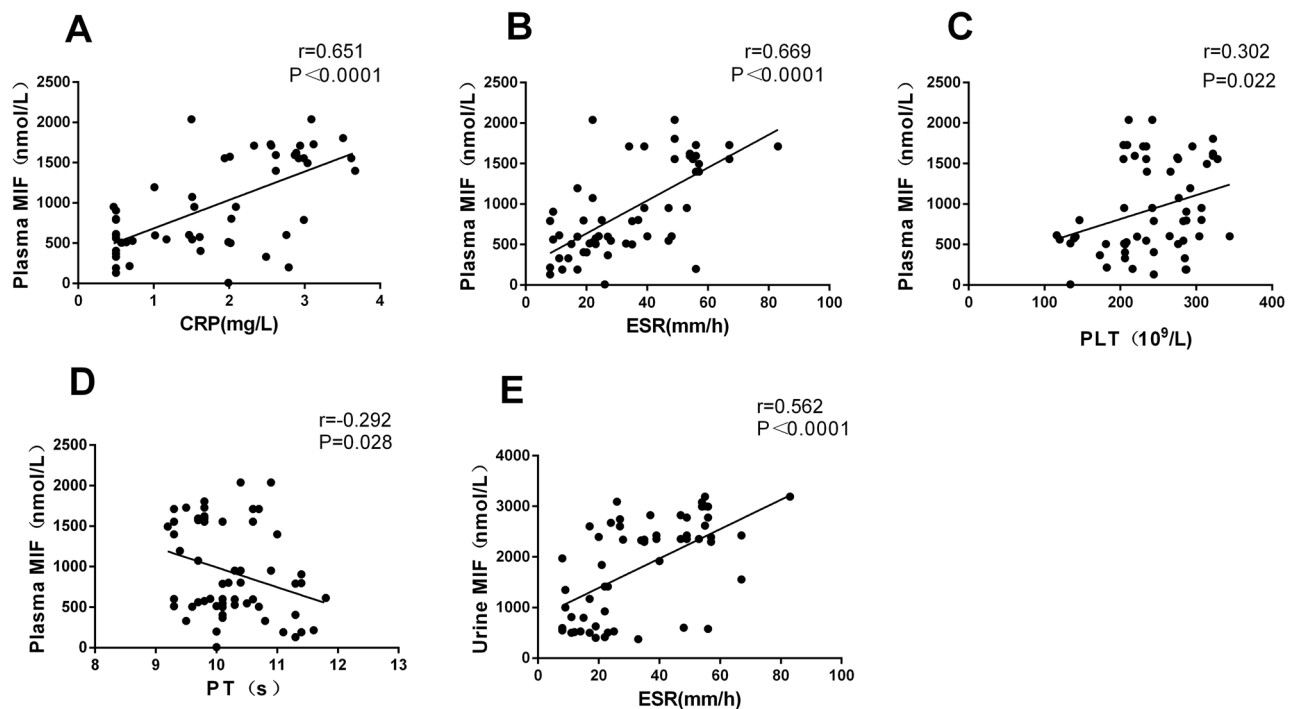 A
r=0.651
P<0.0001
Plasma MIF (nmol/L)
2500
2000
1500
1000
500
0
0
1
2
3
4
CRP(mg/L)
B
r=0.669
P<0.0001
Plasma MIF (nmol/L)
2500
2000
1500
1000
500
0
0
20
40
60
80
100
ESR(mm/h)
C
r=0.302
P=0.022
Plasma MIF (nmol/L)
2500
2000
1500
1000
500
0
0
100
200
300
400
PLT (10⁹/L)
D
r=-0.292
P=0.028
Plasma MIF (nmol/L)
2500
2000
1500
1000
500
0
8
9
10
11
12
13
PT (s)
E
r=0.562
P<0.0001
Urine MIF (nmol/L)
4000
3000
2000
1000
0
0
20
40
60
80
100
ESR(mm/h)